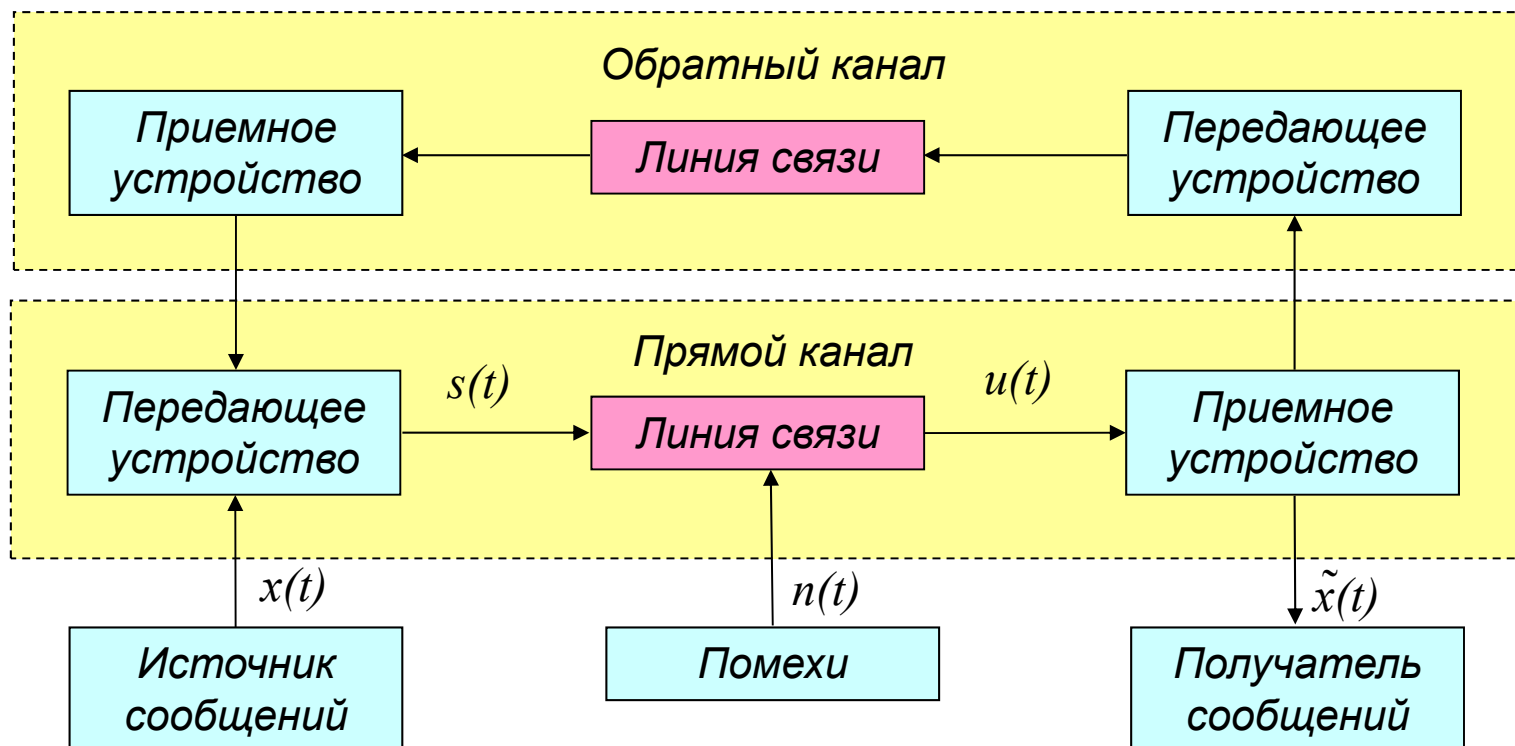 Обратный канал
Приемное
устройство
Линия связи
Передающее
устройство
Прямой канал
Передающее
устройство
s(t)
Линия связи
u(t)
Приемное
устройство
x(t)
n(t)
x̃(t)
Источник
сообщений
Помехи
Получатель
сообщений